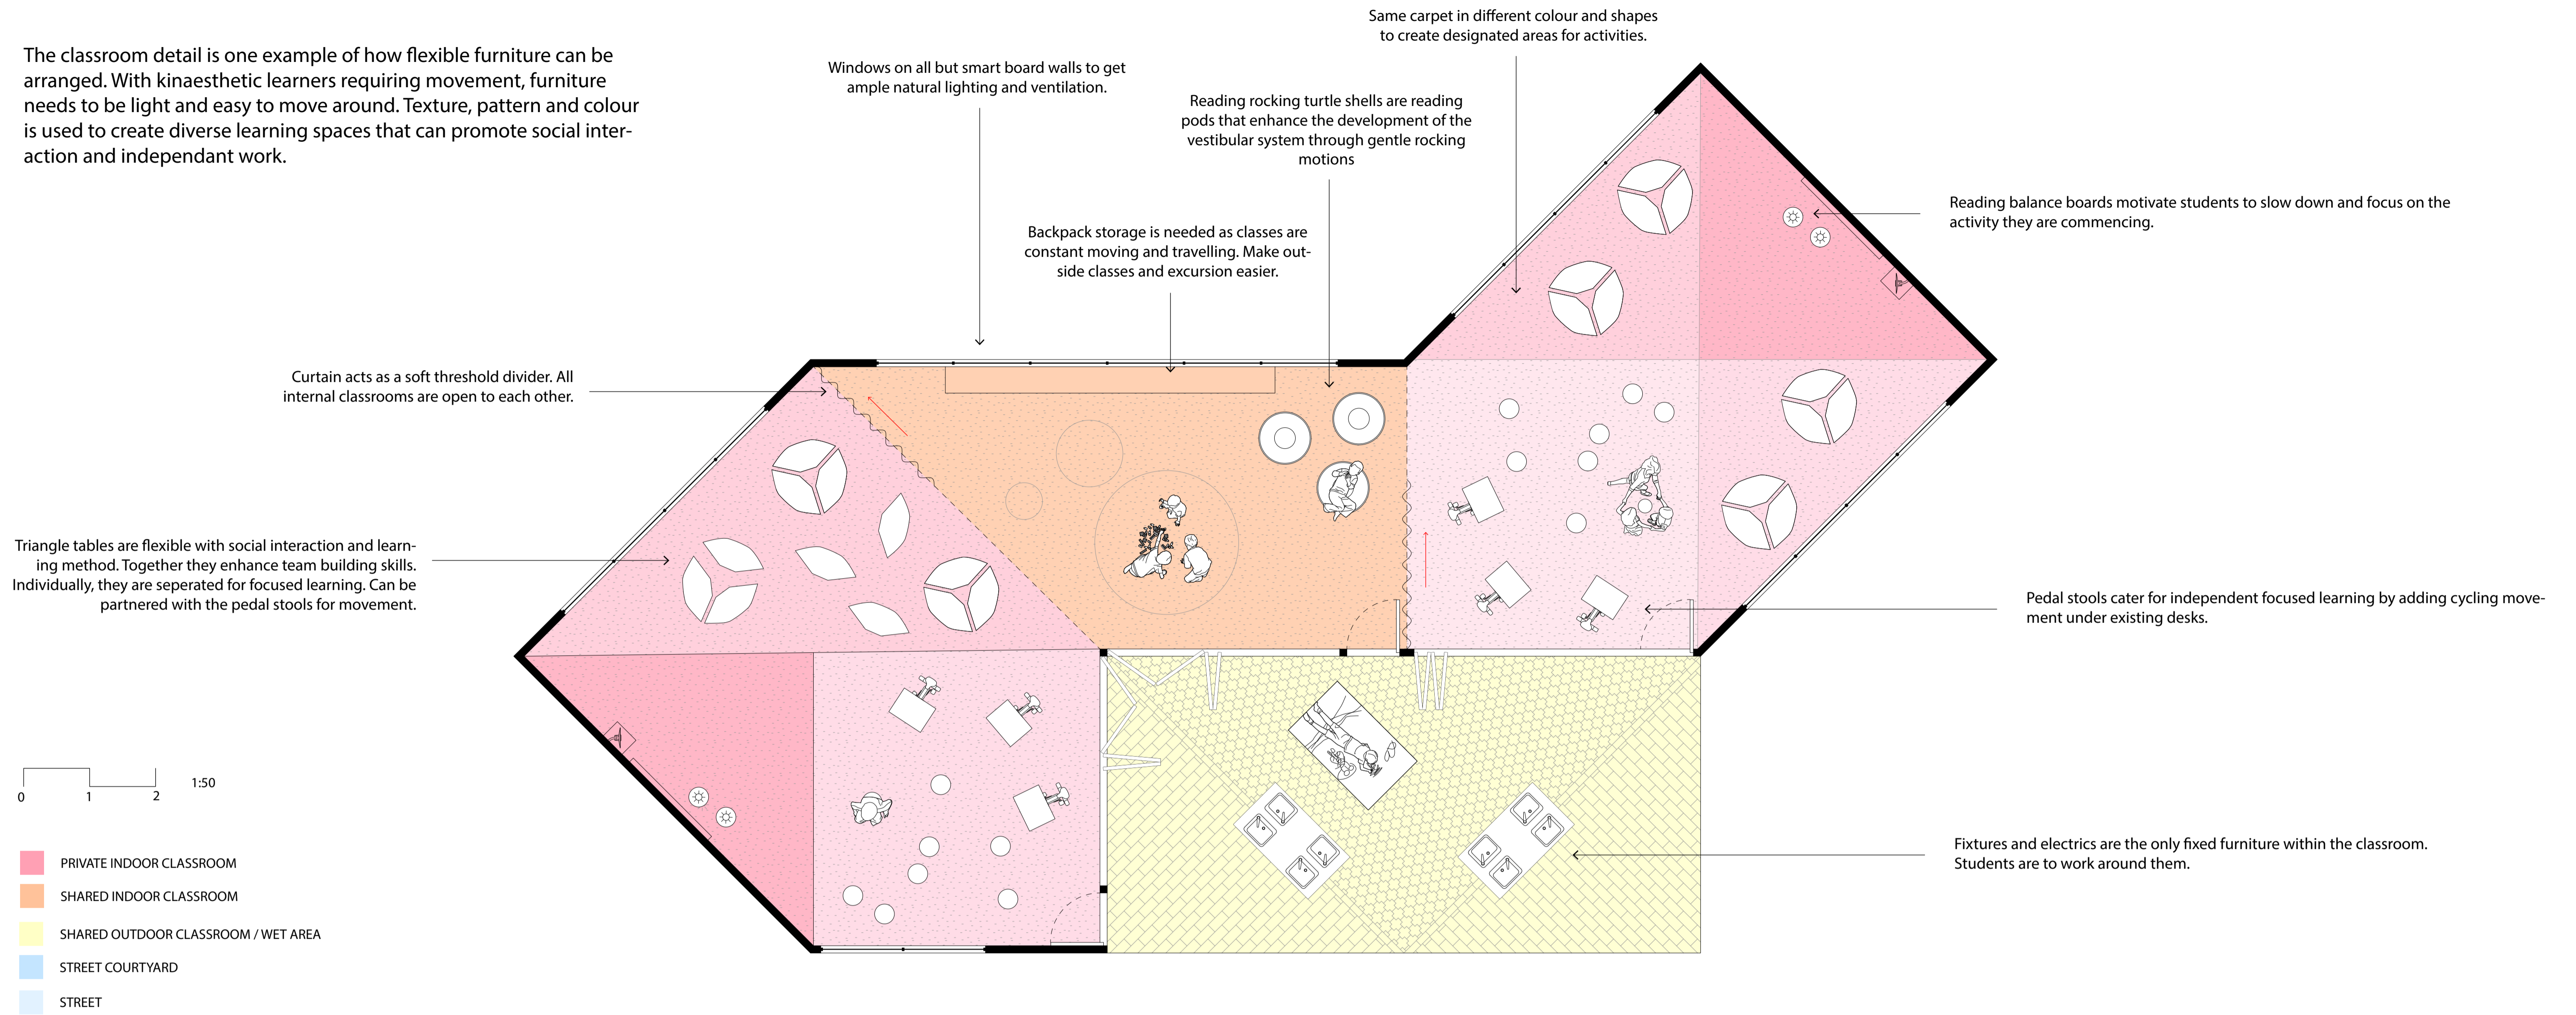 The classroom detail is one example of how flexible furniture can be
arranged. With kinaesthetic learners requiring movement, furniture
needs to be light and easy to move around. Texture, pattern and colour
is used to create diverse learning spaces that can promote social inter-
action and independant work.
Same carpet in different colour and shapes
to create designated areas for activities.
Windows on all but smart board walls to get
ample natural lighting and ventilation.
Reading rocking turtle shells are reading
pods that enhance the development of the
vestibular system through gentle rocking
motions
Backpack storage is needed as classes are
constant moving and travelling. Make out-
side classes and excursion easier.
Reading balance boards motivate students to slow down and focus on the
activity they are commencing.
Curtain acts as a soft threshold divider. All
internal classrooms are open to each other.
Triangle tables are flexible with social interaction and learn-
ing method. Together they enhance team building skills.
Individually, they are seperated for focused learning. Can be
partnered with the pedal stools for movement.
Pedal stools cater for independent focused learning by adding cycling move-
ment under existing desks.
Fixtures and electrics are the only fixed furniture within the classroom.
Students are to work around them.
0 1 2 1:50
PRIVATE INDOOR CLASSROOM
SHARED INDOOR CLASSROOM
SHARED OUTDOOR CLASSROOM / WET AREA
STREET COURTYARD
STREET